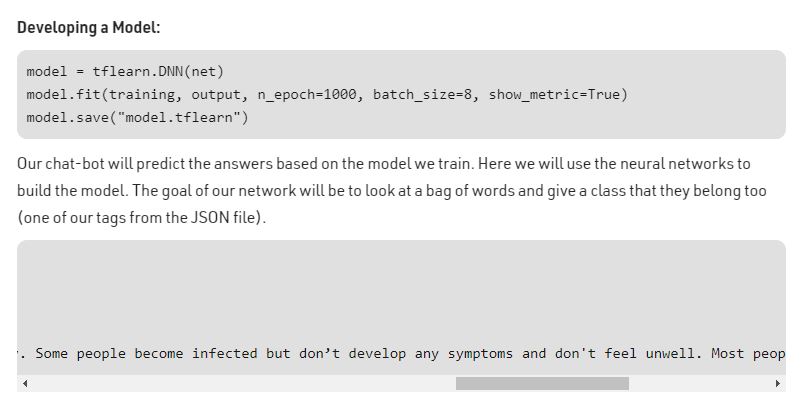 Developing a Model:
model = tflearn.DNN(net)
model.fit(training, output, n_epoch=1000, batch_size=8, show_metric=True)
model.save("model.tflearn")
Our chat-bot will predict the answers based on the model we train. Here we will use the neural networks to
build the model. The goal of our network will be to look at a bag of words and give a class that they belong too
(one of our tags from the JSON file).
. Some people become infected but don’t develop any symptoms and don't feel unwell. Most peop